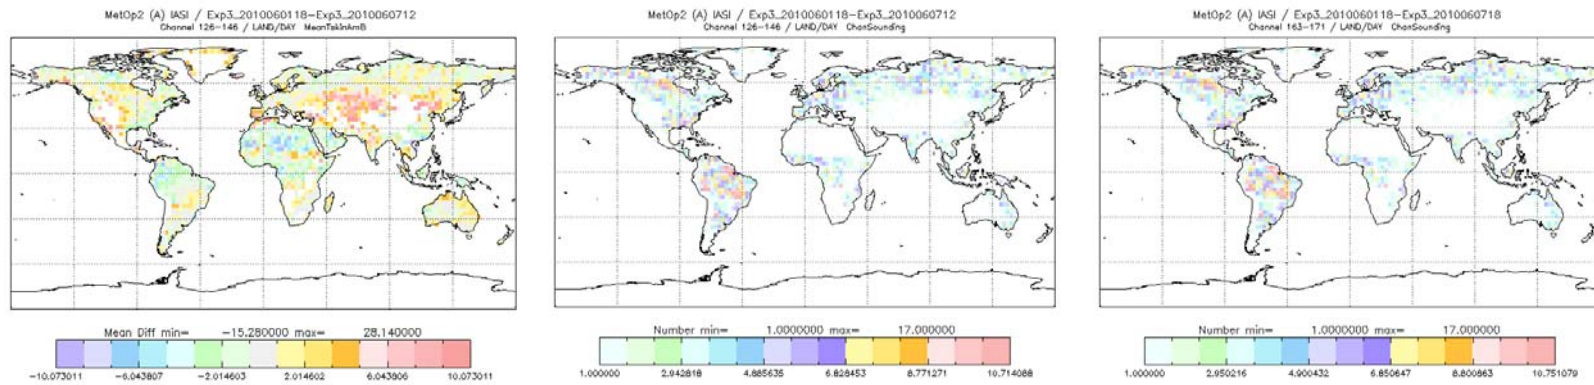 MetOp2 (A) IASI / Exp3_2010060118-Exp3_2010060712
Channel 126-146 / LAND/DAY MeanTskinAmB
Mean Diff min= -15.280000 max= 28.140000
-10.073011 -6.043807 -2.014603 2.014602 6.043806 10.073011
MetOp2 (A) IASI / Exp3_2010060118-Exp3_2010060712
Channel 126-146 / LAND/DAY ChanSounding
Number min= 1.0000000 max= 17.000000
1.000000 2.942818 4.885635 6.828453 8.771271 10.714088
MetOp2 (A) IASI / Exp3_2010060118-Exp3_2010060718
Channel 163-171 / LAND/DAY ChanSounding
Number min= 1.0000000 max= 17.000000
1.000000 2.950216 4.900432 6.850647 8.800863 10.751079